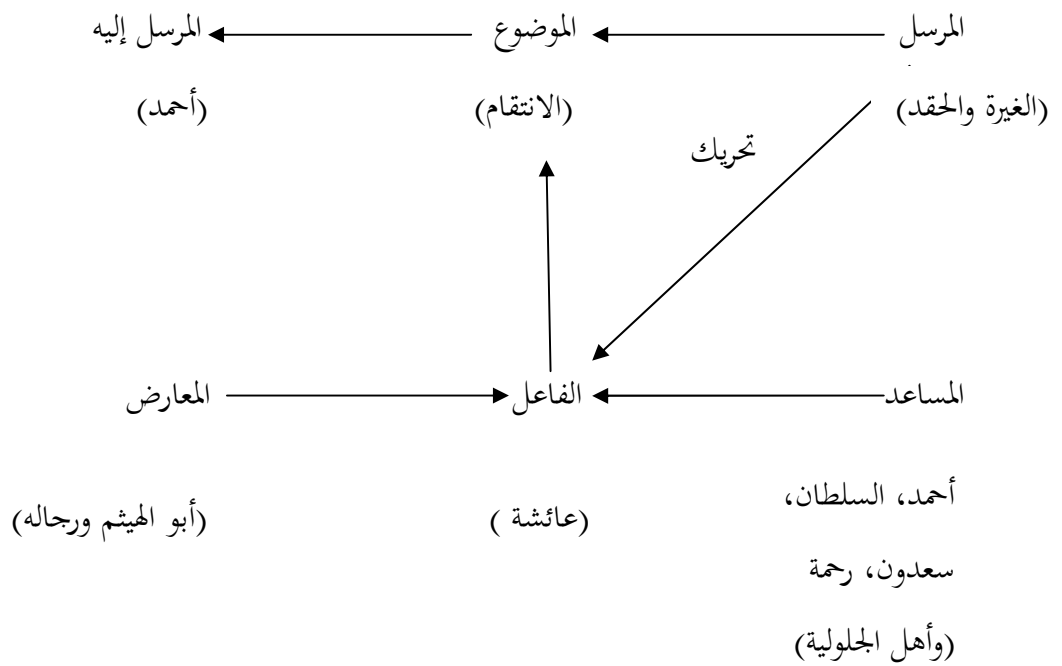 المرسل الموضوع المرسل إليه
(الغيرة والحقد) (الانتقام) (أحمد)
تحريك
المساعد الفاعل المعارض
أحمد، السلطان،
(عائشة ) (أبو الهيثم ورجاله)
سعدون، رحمة
(وأهل الجلولية)